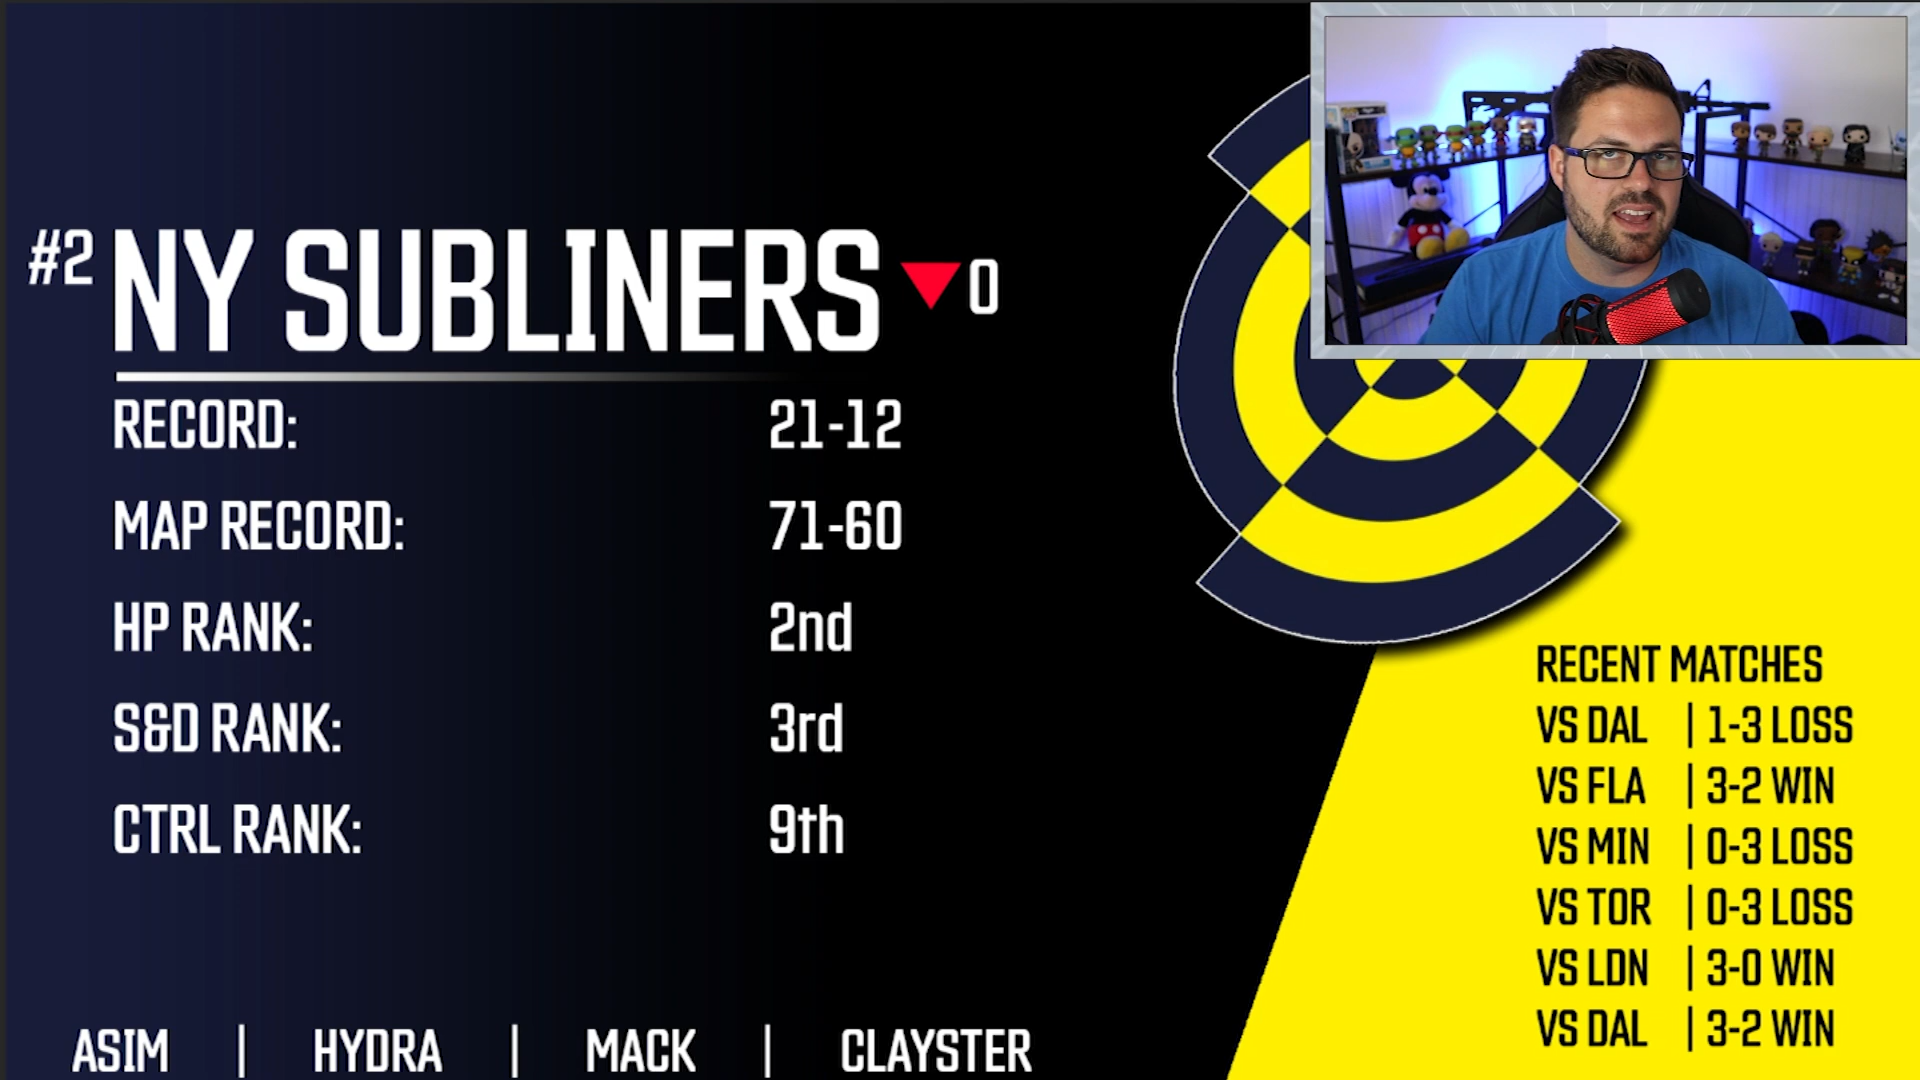 #2 NY SUBLINERS 0
RECORD: 21-12
MAP RECORD: 71-60
HP RANK: 2nd
S&D RANK: 3rd
CTRL RANK: 9th
ASIM | HYDRA | MACK | CLAYSTER
RECENT MATCHES
VS DAL | 1-3 LOSS
VS FLA | 3-2 WIN
VS MIN | 0-3 LOSS
VS TOR | 0-3 LOSS
VS LDN | 3-0 WIN
VS DAL | 3-2 WIN